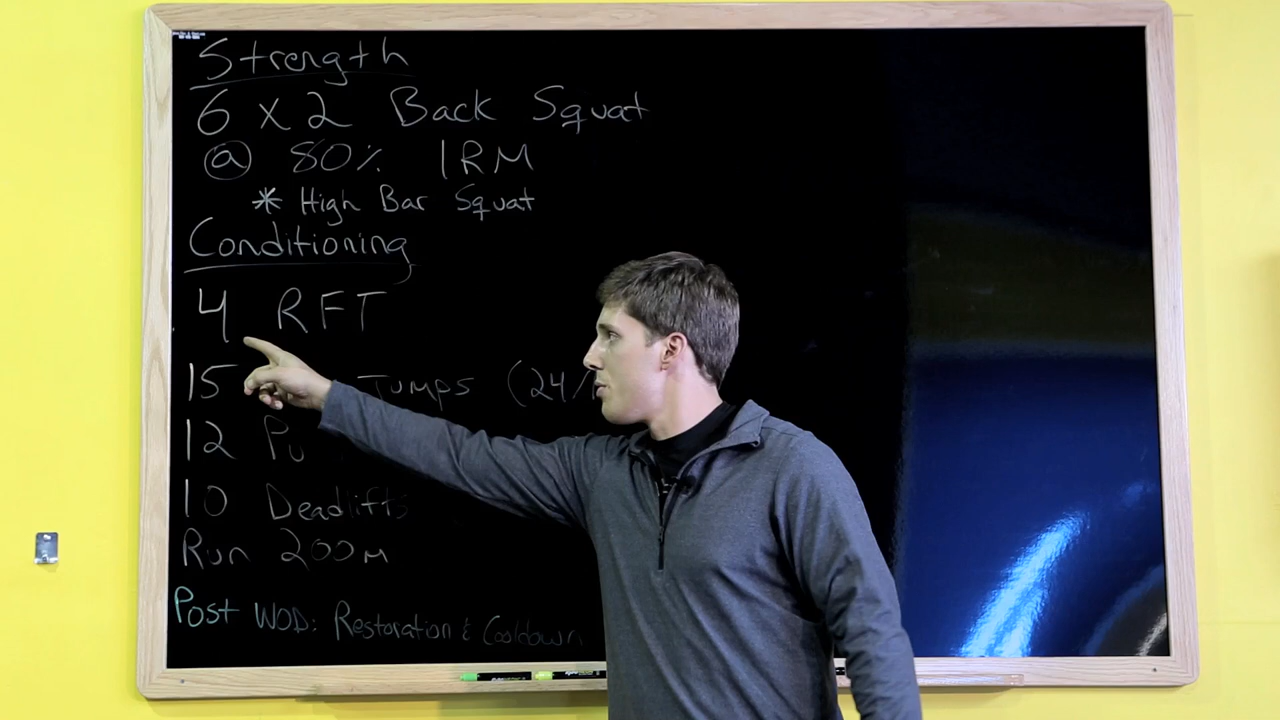 Strength
6 x 2 Back Squat
@ 80% 1RM
* High Bar Squat
Conditioning
4 RFT
15 Jumps (24/
12
10 Deadlifts
Run 200m
Post WOD: Restoration & Cooldown